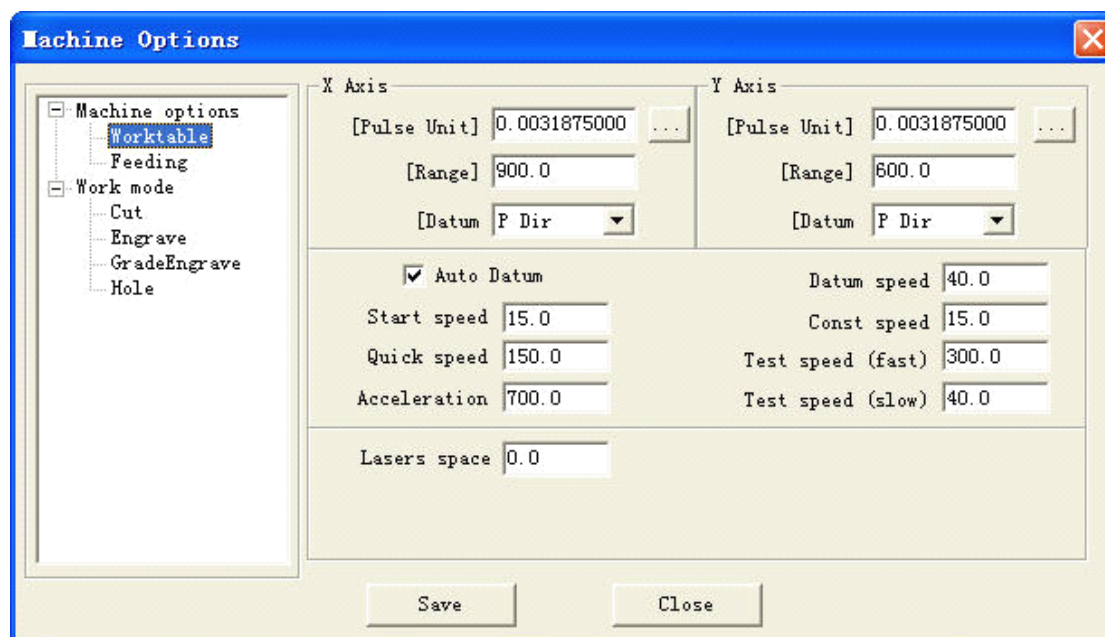 Machine Options
Machine options
Worktable
Feeding
Work mode
Cut
Engrave
GradeEngrave
Hole
X Axis
[Pulse Unit] 0.0031875000 ...
[Range] 900.0
[Datum P Dir
Y Axis
[Pulse Unit] 0.0031875000 ...
[Range] 600.0
[Datum P Dir
Auto Datum
Start speed 15.0
Quick speed 150.0
Acceleration 700.0
Datum speed 40.0
Const speed 15.0
Test speed (fast) 300.0
Test speed (slow) 40.0
Lasers space 0.0
Save
Close